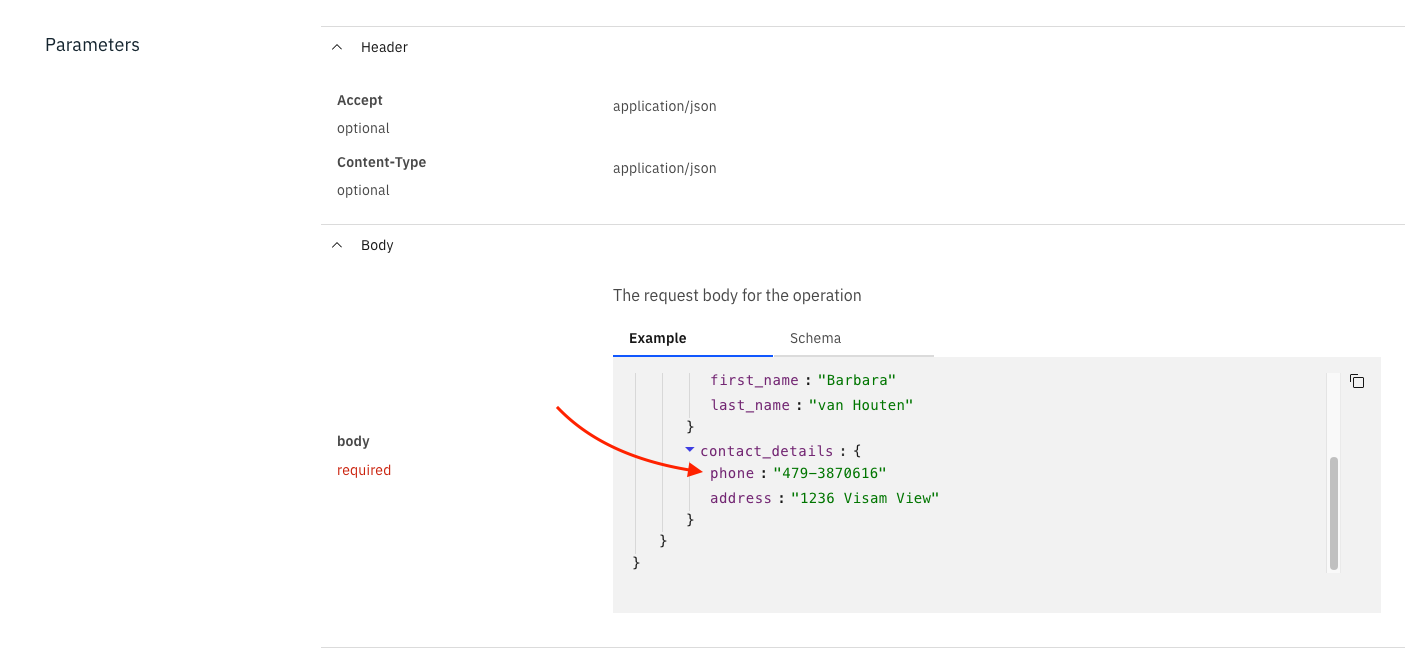 Parameters
Header
Accept
optional
application/json
Content-Type
optional
application/json
Body
The request body for the operation
Example Schema
body
required
first_name : "Barbara"
last_name : "van Houten"
}
contact_details : {
phone : "479-3870616"
address : "1236 Visam View"
}
}
}